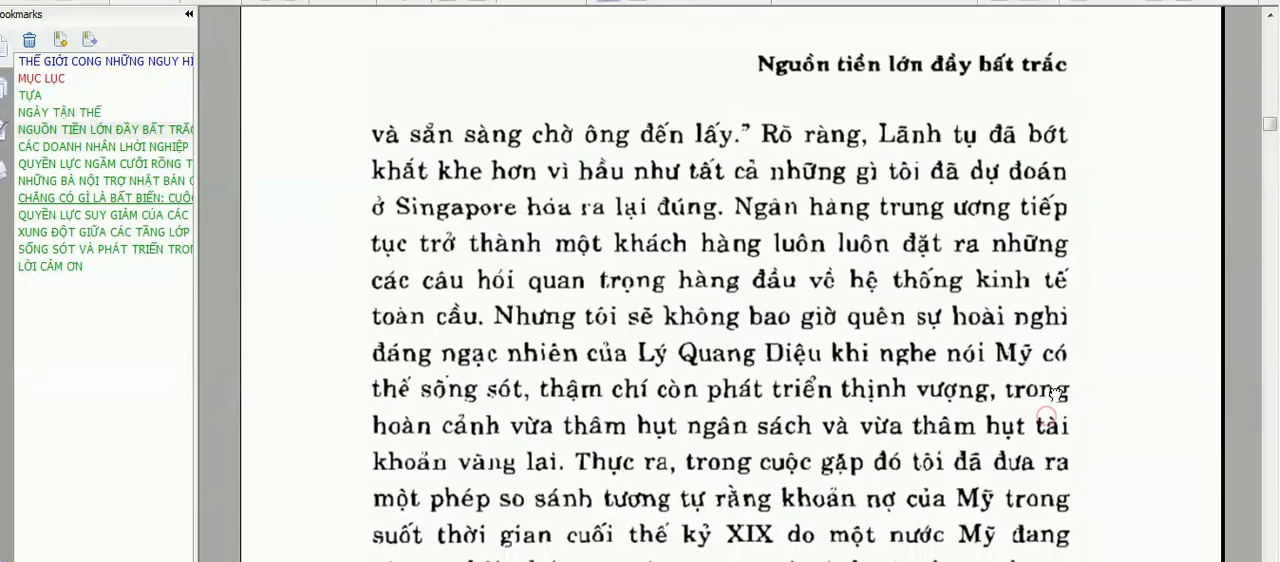 ookmarks
THẾ GIỚI CONG NHỮNG NGUY HI
MỤC LỤC
TỰA
NGÀY TẬN THẾ
NGUỒN TIỀN LỚN ĐẦY BẤT TRẮC
CÁC DOANH NHÂN LHỞI NGHIỆP
QUYỀN LỰC NGẦM CƯỠI RỒNG T
NHỮNG BÀ NỘI TRỢ NHẬT BẢN
CHẲNG CÓ GÌ LÀ BẤT BIẾN: CUỘ
QUYỀN LỰC SUY GIẢM CỦA CÁC
XUNG ĐỘT GIỮA CÁC TẦNG LỚP
SỐNG SÓT VÀ PHÁT TRIỂN TRO
LỜI CẢM ƠN
Nguồn tiền lớn đầy bất trắc
và sẵn sàng chờ ông đến lấy.” Rõ ràng, Lãnh tụ đã bớt
khắt khe hơn vì hầu như tất cả những gì tôi đã dự đoán
ở Singapore hóa ra lại đúng. Ngân hàng trung ương tiếp
tục trở thành một khách hàng luôn luôn đặt ra những
các câu hỏi quan trọng hàng đầu về hệ thống kinh tế
toàn cầu. Nhưng tôi sẽ không bao giờ quên sự hoài nghi
đáng ngạc nhiên của Lý Quang Diệu khi nghe nói Mỹ có
thể sống sót, thậm chí còn phát triển thịnh vượng, trong
hoàn cảnh vừa thâm hụt ngân sách và vừa thâm hụt tài
khoản vãng lai. Thực ra, trong cuộc gặp đó tôi đã đưa ra
một phép so sánh tương tự rằng khoản nợ của Mỹ trong
suốt thời gian cuối thế kỷ XIX do một nước Mỹ đang